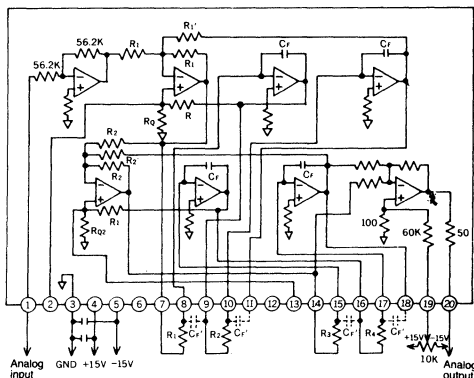 R₁'
56.2K
R₁
CF
CF
56.2K
R₁
RQ
R
R₂
R₂'
R₂
CF
CF
R₁
RQ2
100
60K
50
1 2 3 4 5 6 7 8 9 10 11 12 13 14 15 16 17 18 19 20
R₁ CF' R₂ CF' R₃ CF' R₄ CF'
+15V -15V
10K
Analog input
GND +15V -15V
Analog output